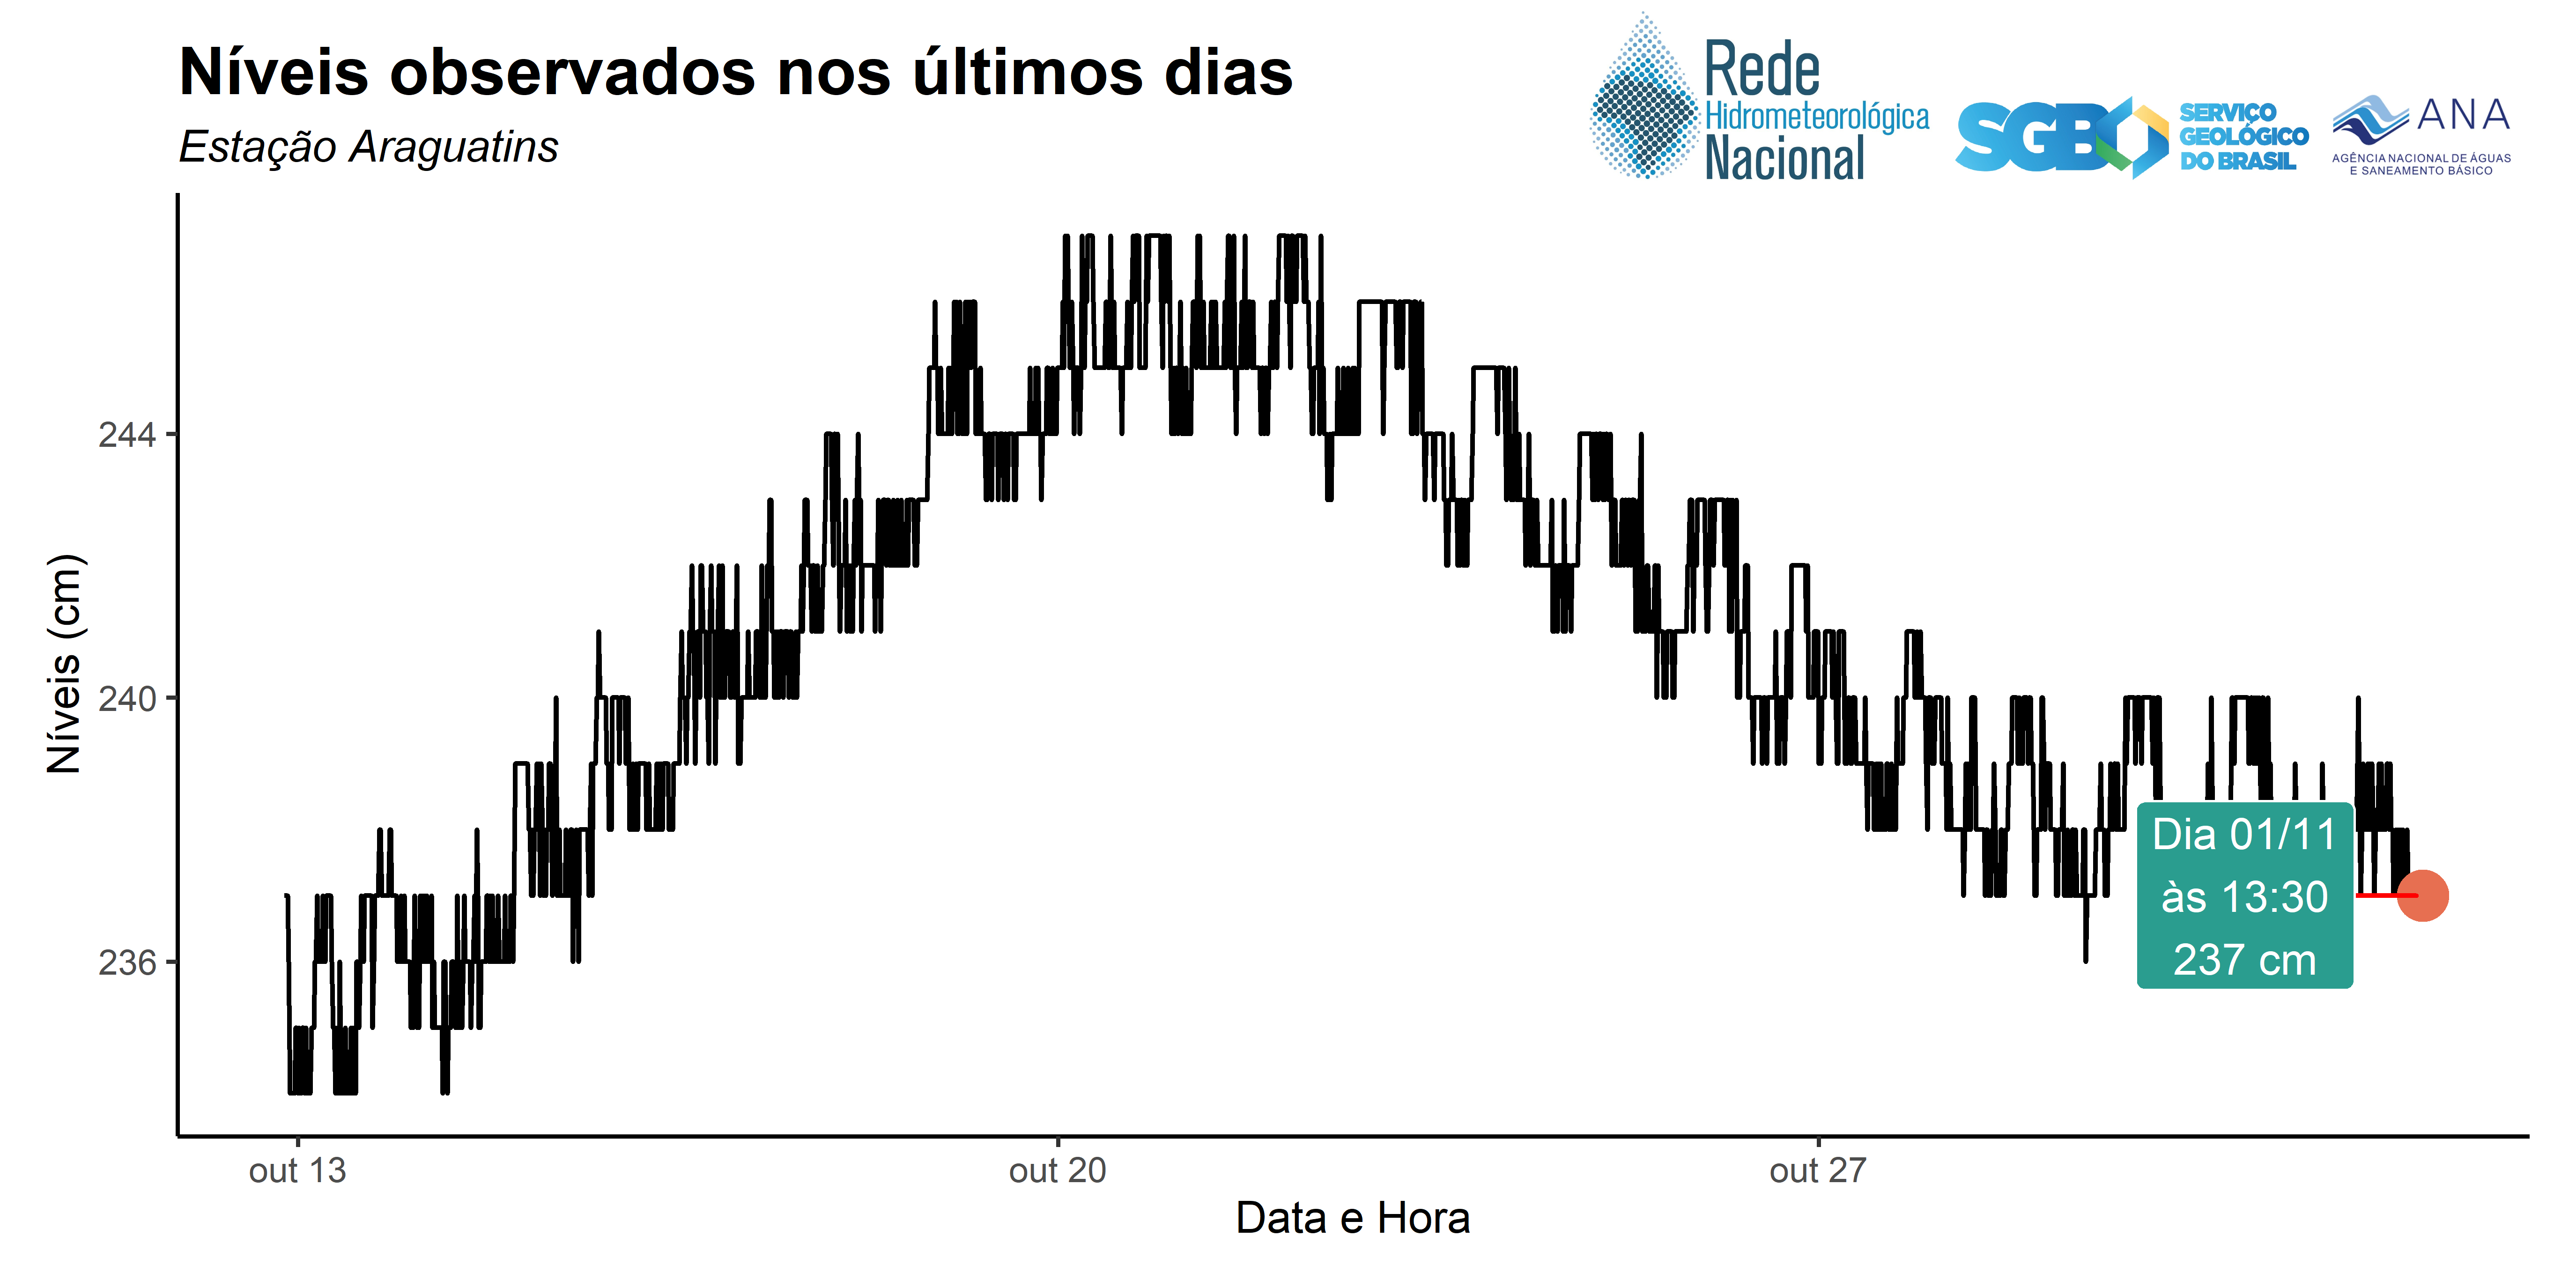 Níveis observados nos últimos dias
Estação Araguatins
Rede
Hidrometeorológica
Nacional
SGB
SERVIÇO
GEOLÓGICO
DO BRASIL
ANA
AGÊNCIA NACIONAL DE ÁGUAS
E SANEAMENTO BÁSICO
Níveis (cm)
244
240
236
Dia 01/11
às 13:30
237 cm
out 13
out 20
out 27
Data e Hora